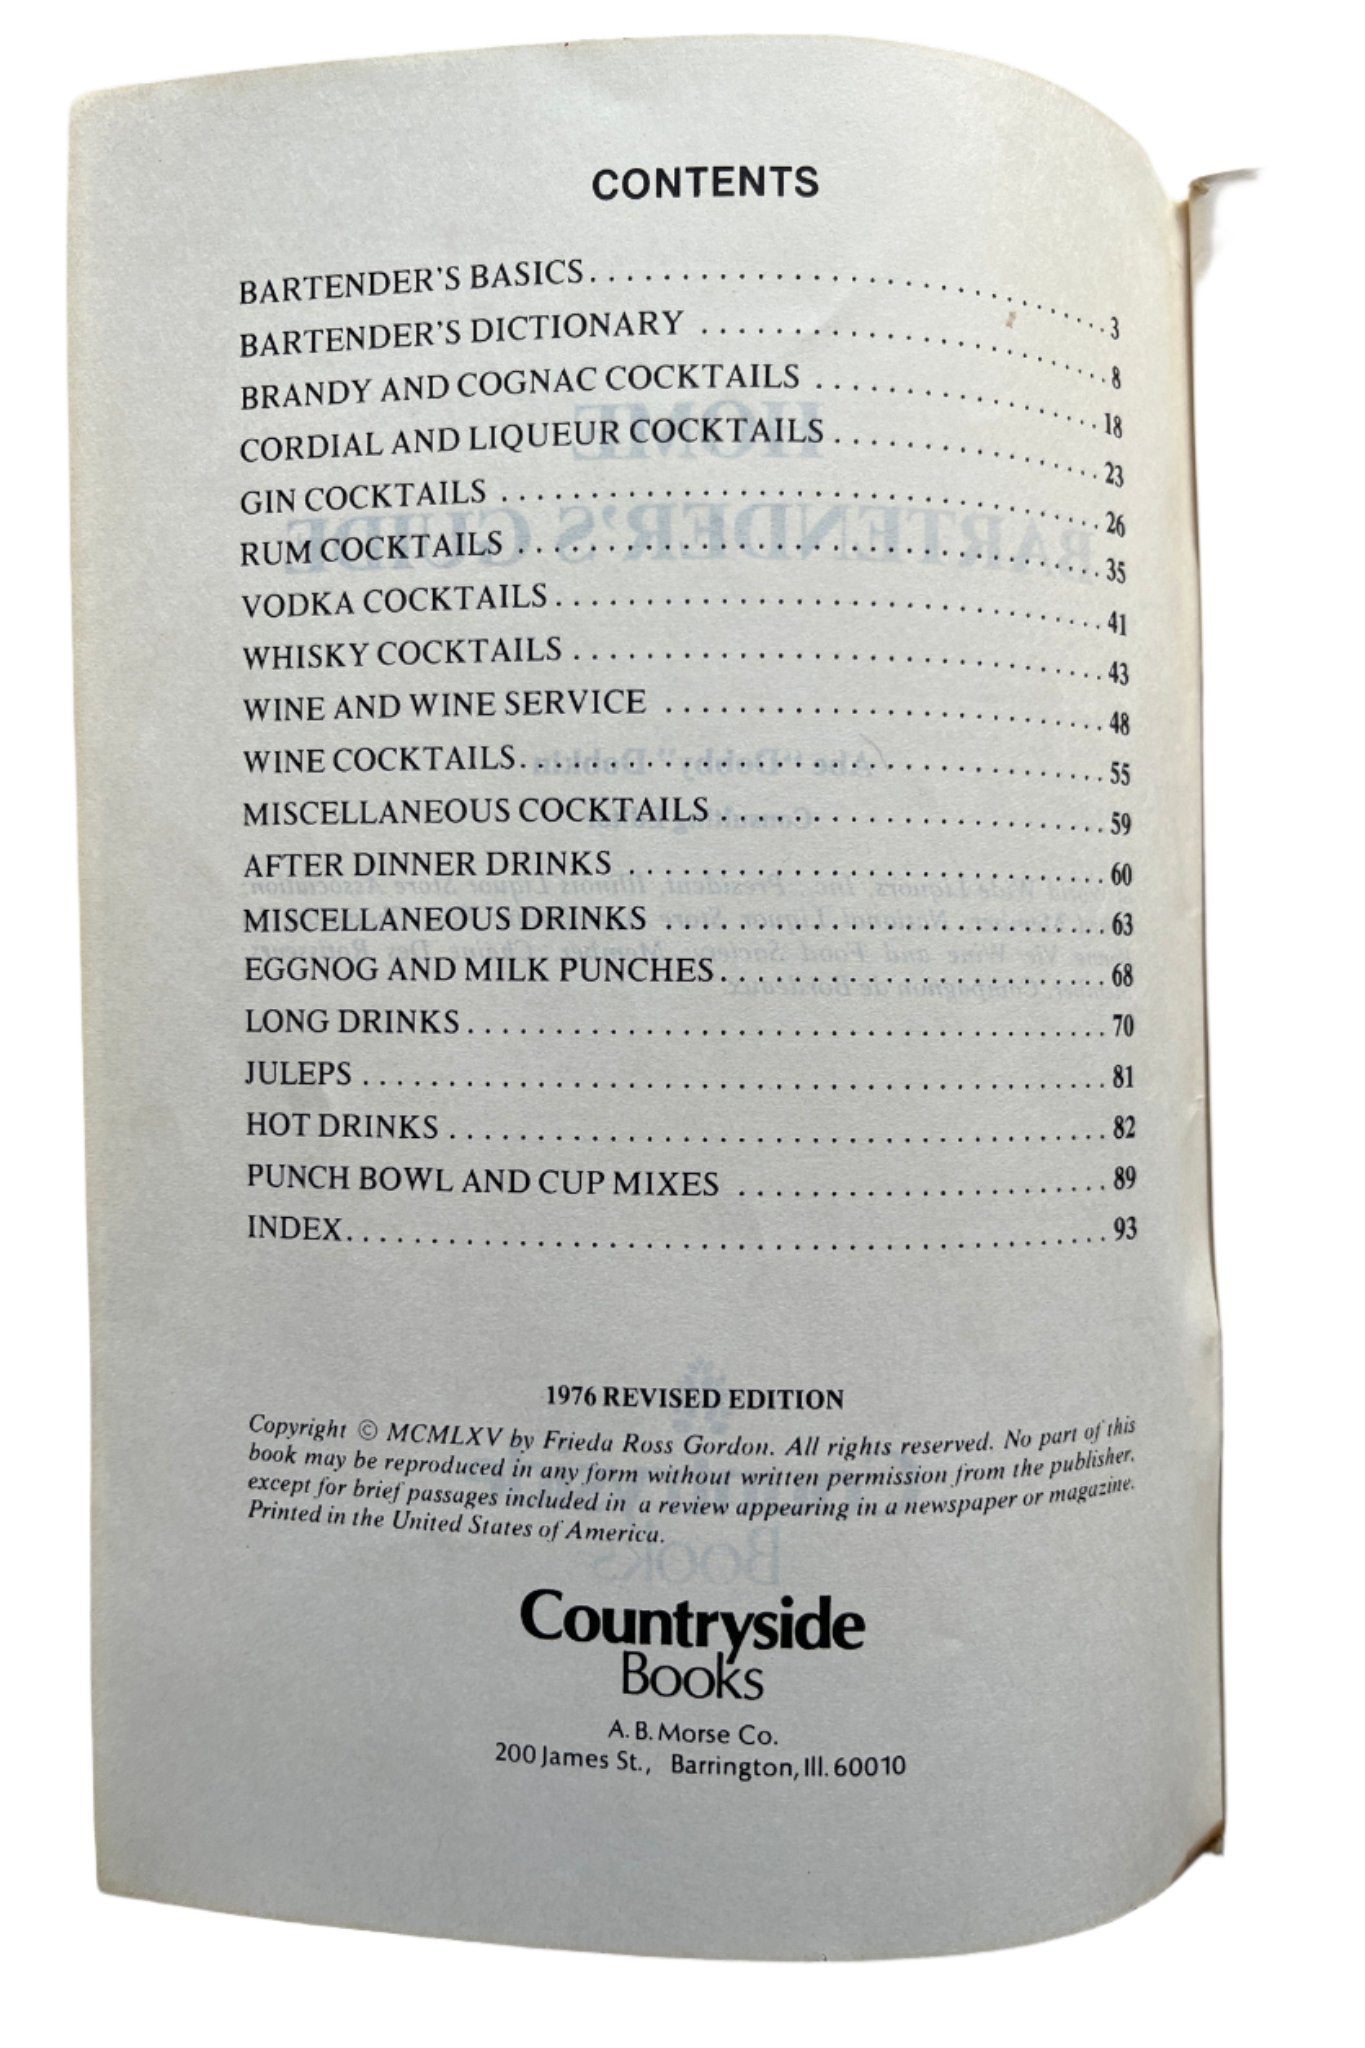 CONTENTS
BARTENDER'S BASICS. . . . . . . . . . . . . . . . . . . . . . . . . . . . . . . 3
BARTENDER'S DICTIONARY . . . . . . . . . . . . . . . . . . . . . . . . . 8
BRANDY AND COGNAC COCKTAILS . . . . . . . . . . . . . . . . . . 18
CORDIAL AND LIQUEUR COCKTAILS . . . . . . . . . . . . . . . . . 23
GIN COCKTAILS . . . . . . . . . . . . . . . . . . . . . . . . . . . . . . . . . . 26
RUM COCKTAILS . . . . . . . . . . . . . . . . . . . . . . . . . . . . . . . . . 35
VODKA COCKTAILS. . . . . . . . . . . . . . . . . . . . . . . . . . . . . . . 41
WHISKY COCKTAILS . . . . . . . . . . . . . . . . . . . . . . . . . . . . . . 43
WINE AND WINE SERVICE . . . . . . . . . . . . . . . . . . . . . . . . . 48
WINE COCKTAILS. . . . . . . . . . . . . . . . . . . . . . . . . . . . . . . . . 55
MISCELLANEOUS COCKTAILS . . . . . . . . . . . . . . . . . . . . . . 59
AFTER DINNER DRINKS . . . . . . . . . . . . . . . . . . . . . . . . . . . 60
MISCELLANEOUS DRINKS . . . . . . . . . . . . . . . . . . . . . . . . . 63
EGGNOG AND MILK PUNCHES. . . . . . . . . . . . . . . . . . . . . . 68
LONG DRINKS. . . . . . . . . . . . . . . . . . . . . . . . . . . . . . . . . . . . 70
JULEPS . . . . . . . . . . . . . . . . . . . . . . . . . . . . . . . . . . . . . . . . . . 81
HOT DRINKS . . . . . . . . . . . . . . . . . . . . . . . . . . . . . . . . . . . . . 82
PUNCH BOWL AND CUP MIXES . . . . . . . . . . . . . . . . . . . . . 89
INDEX. . . . . . . . . . . . . . . . . . . . . . . . . . . . . . . . . . . . . . . . . . . 93
1976 REVISED EDITION
Copyright © MCMLXV by Frieda Ross Gordon. All rights reserved. No part of this
book may be reproduced in any form without written permission from the publisher,
except for brief passages included in a review appearing in a newspaper or magazine.
Printed in the United States of America.
Countryside
Books
A. B. Morse Co.
200 James St., Barrington, Ill. 60010